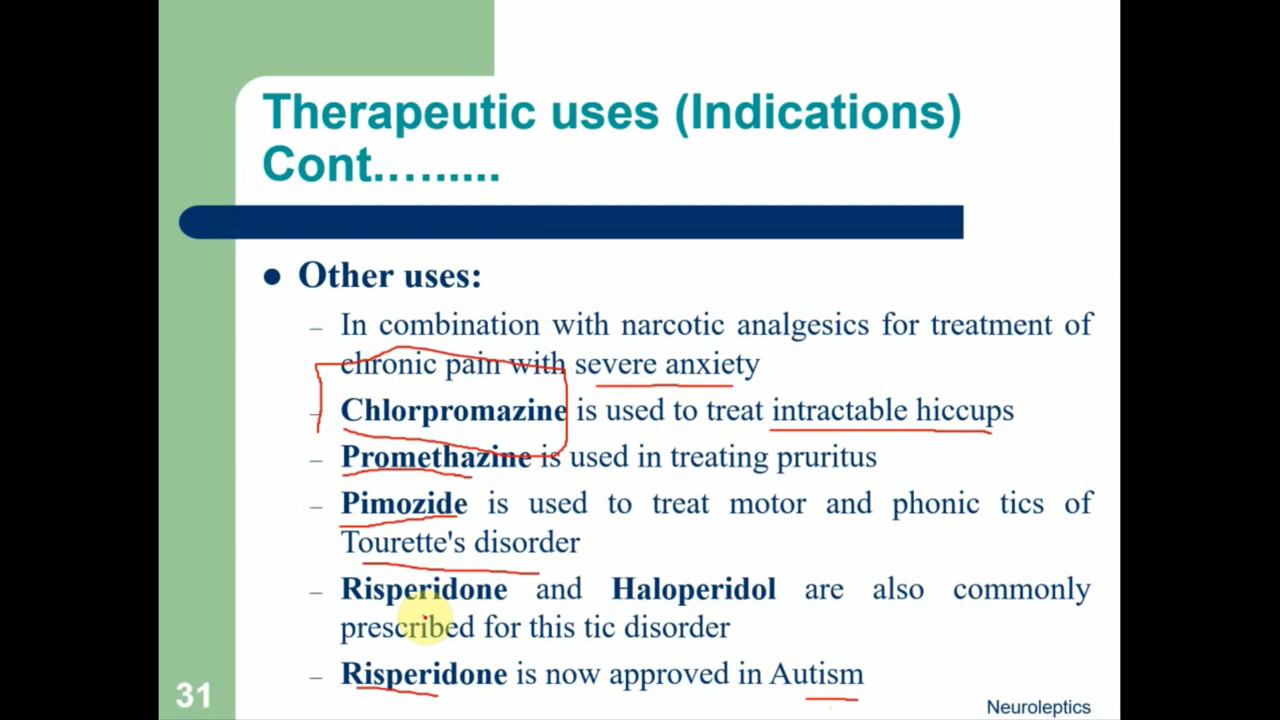 Therapeutic uses (Indications)
Cont.…......
● Other uses:
– In combination with narcotic analgesics for treatment of
chronic pain with severe anxiety
– Chlorpromazine is used to treat intractable hiccups
– Promethazine is used in treating pruritus
– Pimozide is used to treat motor and phonic tics of
Tourette's disorder
– Risperidone and Haloperidol are also commonly
prescribed for this tic disorder
– Risperidone is now approved in Autism
31
Neuroleptics